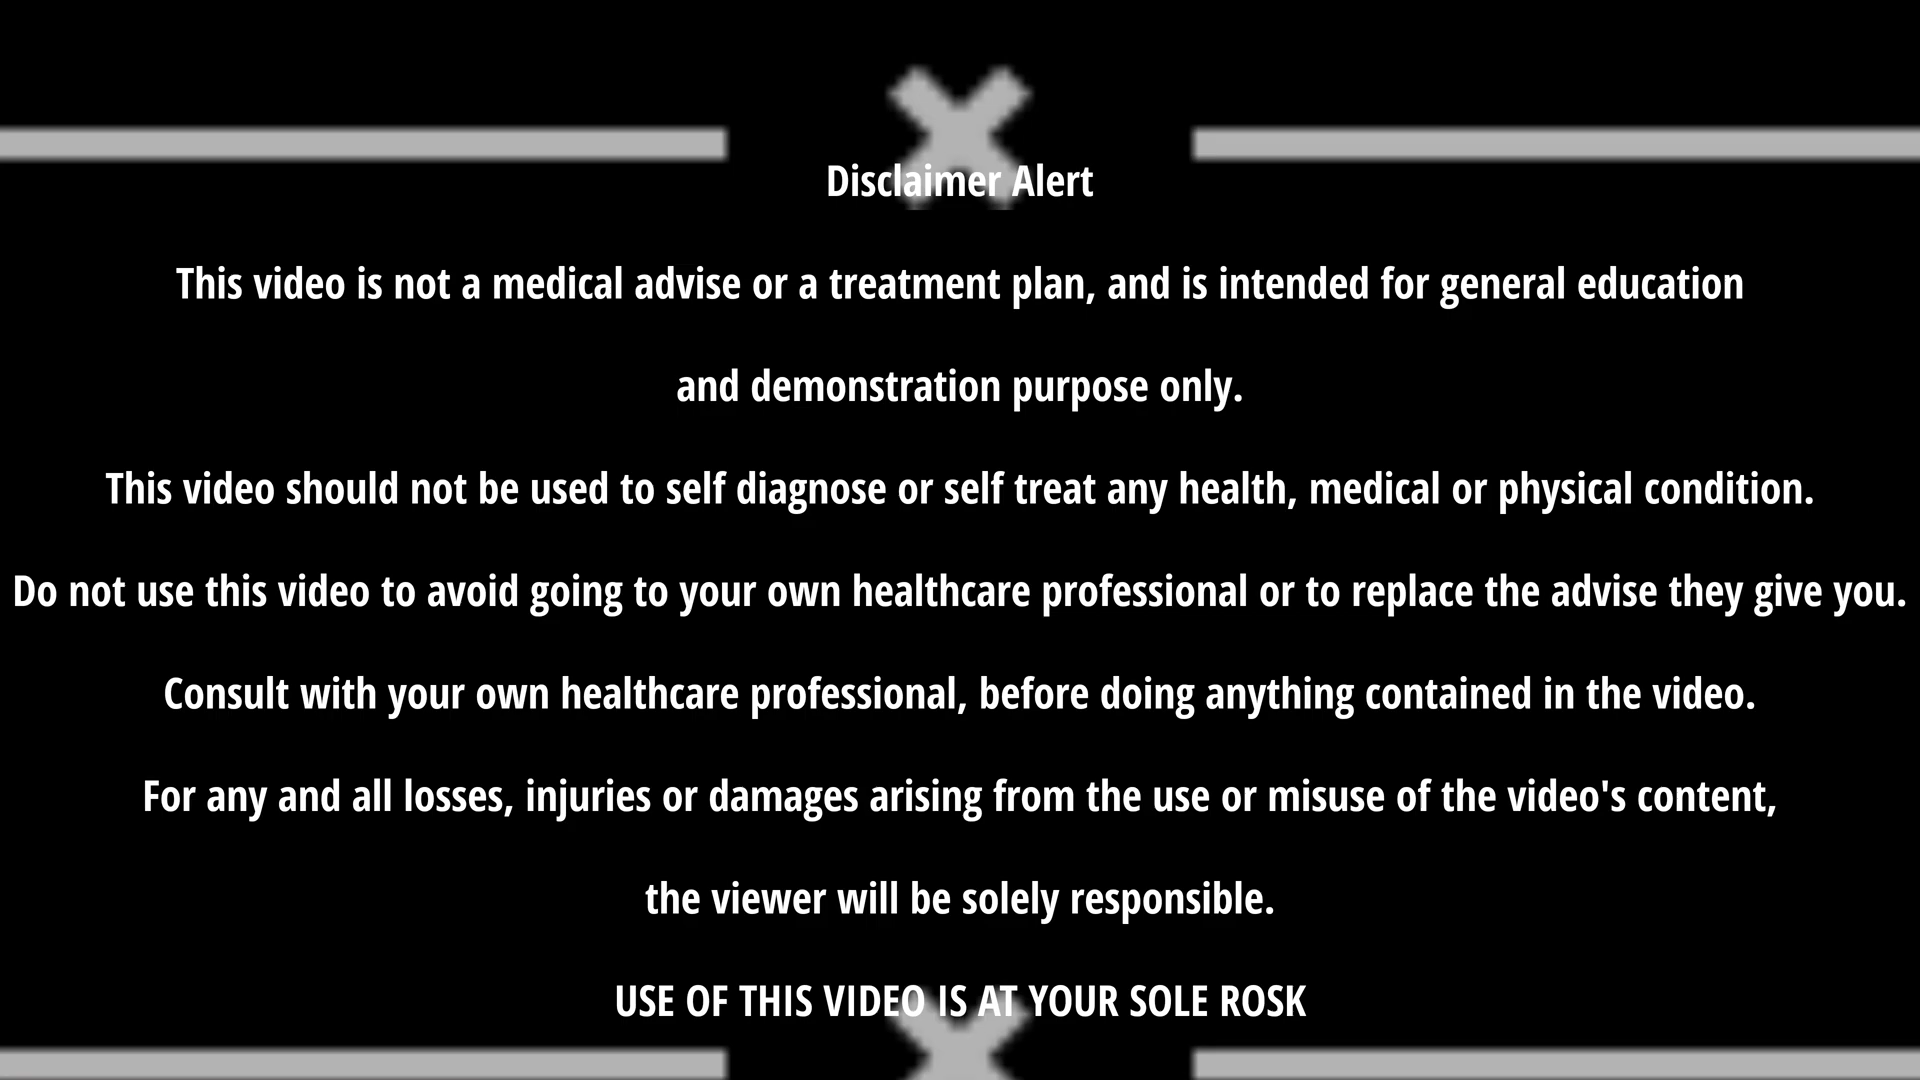 Disclaimer Alert
This video is not a medical advise or a treatment plan, and is intended for general education
and demonstration purpose only.
This video should not be used to self diagnose or self treat any health, medical or physical condition.
Do not use this video to avoid going to your own healthcare professional or to replace the advise they give you.
Consult with your own healthcare professional, before doing anything contained in the video.
For any and all losses, injuries or damages arising from the use or misuse of the video's content,
the viewer will be solely responsible.
USE OF THIS VIDEO IS AT YOUR SOLE ROSK